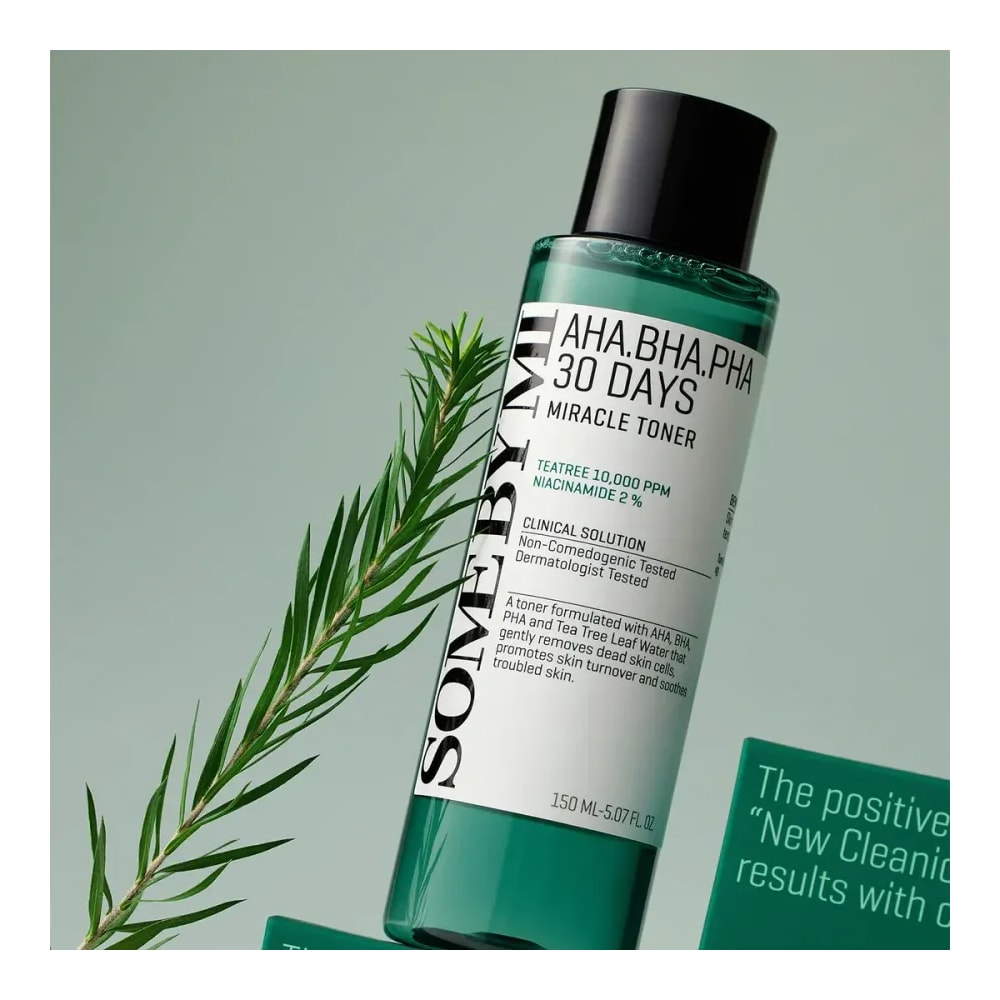 SOME BY MI
AHA.BHA.PHA
30 DAYS
MIRACLE TONER
TEATREE 10,000 PPM
NIACINAMIDE 2 %
CLINICAL SOLUTION
Non-Comedogenic Tested
Dermatologist Tested
A toner formulated with AHA, BHA,
PHA and Tea Tree Leaf Water that
gently removes dead skin cells,
promotes skin turnover and soothes
troubled skin.
150 ML-5.07 FL. OZ.
The positive
"New Cleanic
results with